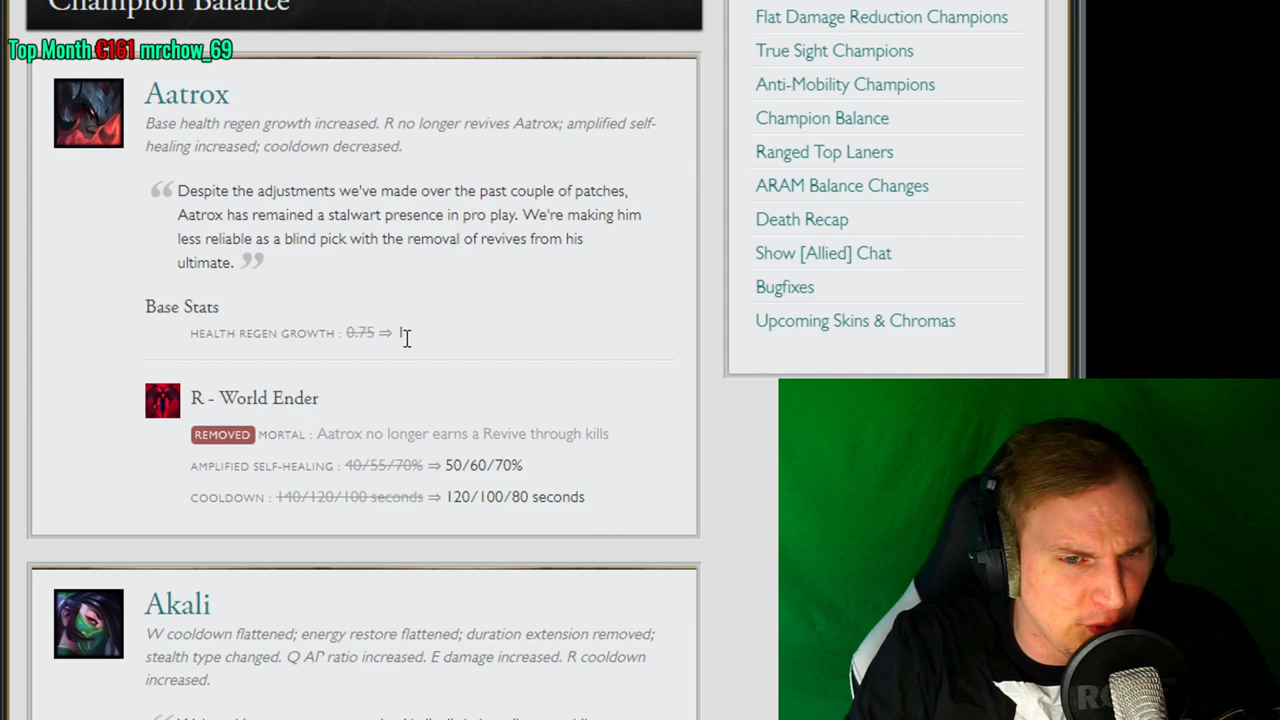 Champion Balance
Top Month €161 mrchow_69
Aatrox
Base health regen growth increased. R no longer revives Aatrox; amplified self-
healing increased; cooldown decreased.
“ Despite the adjustments we've made over the past couple of patches,
Aatrox has remained a stalwart presence in pro play. We're making him
less reliable as a blind pick with the removal of revives from his
ultimate. ”
Base Stats
HEALTH REGEN GROWTH : 0.75 ⇒ 1
R - World Ender
REMOVED MORTAL : Aatrox no longer earns a Revive through kills
AMPLIFIED SELF-HEALING : 40/55/70% ⇒ 50/60/70%
COOLDOWN : 140/120/100 seconds ⇒ 120/100/80 seconds
Akali
W cooldown flattened; energy restore flattened; duration extension removed;
stealth type changed. Q AP ratio increased. E damage increased. R cooldown
increased.
Flat Damage Reduction Champions
True Sight Champions
Anti-Mobility Champions
Champion Balance
Ranged Top Laners
ARAM Balance Changes
Death Recap
Show [Allied] Chat
Bugfixes
Upcoming Skins & Chromas